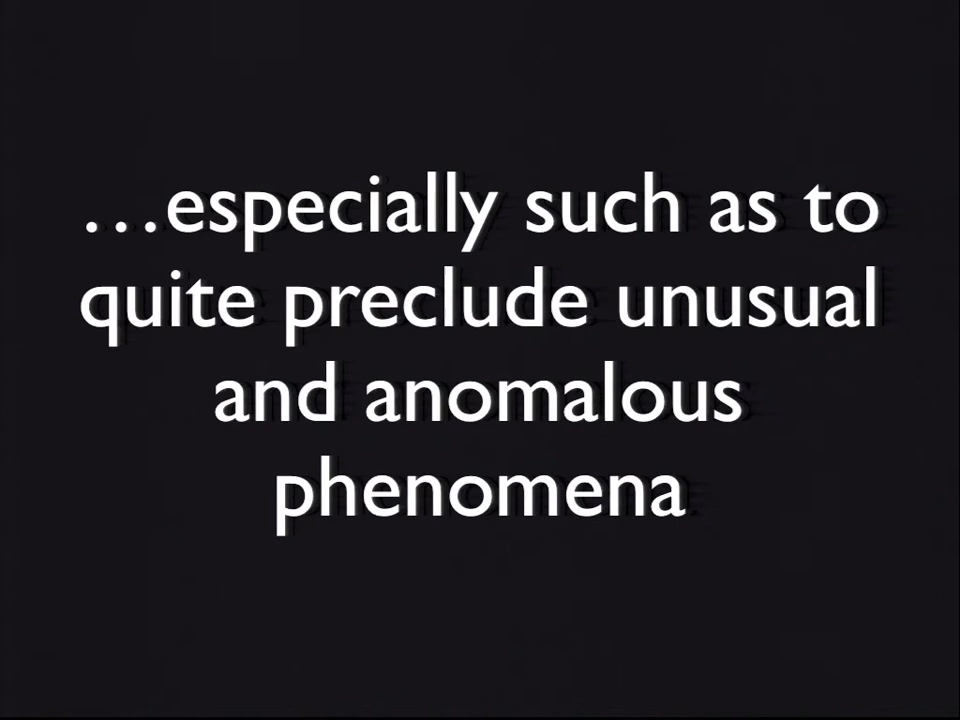 …especially such as to
quite preclude unusual
and anomalous
phenomena